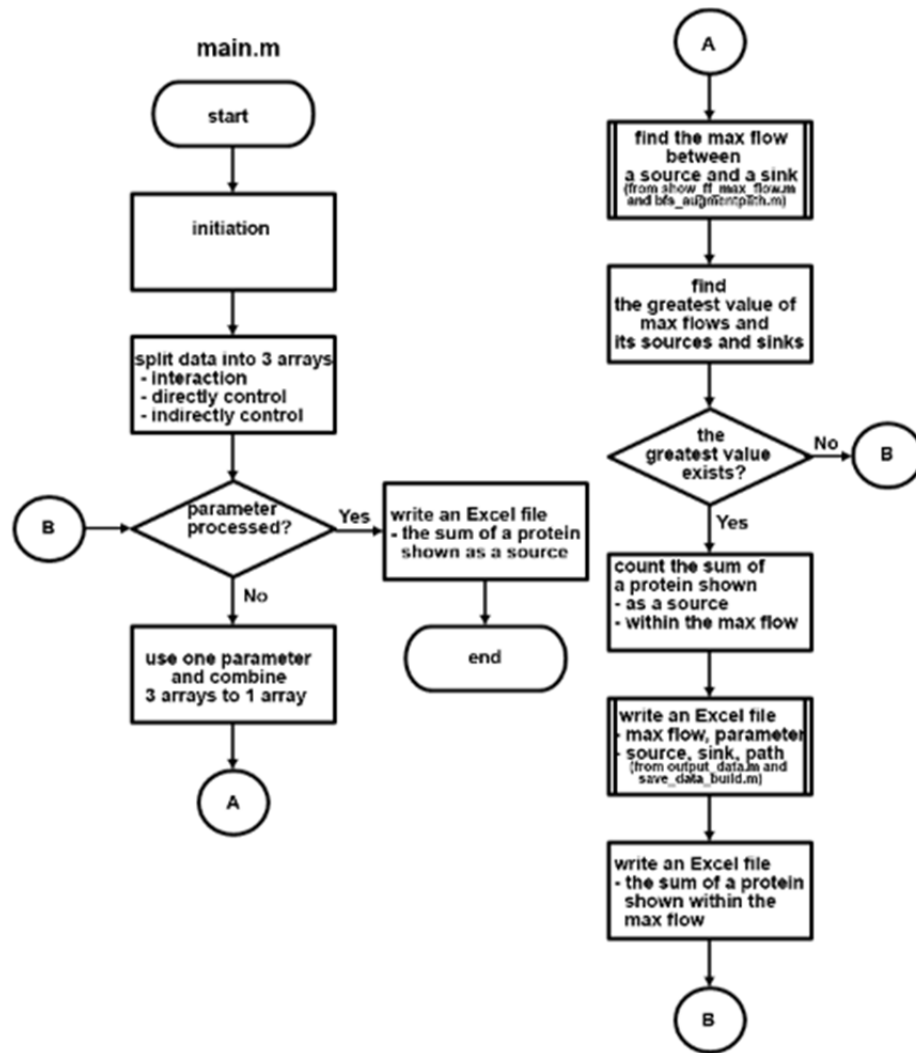 main.m
start
initiation
split data into 3 arrays
- interaction
- directly control
- indirectly control
B
parameter
processed?
Yes
No
write an Excel file
- the sum of a protein
shown as a source
end
use one parameter
and combine
3 arrays to 1 array
A
A
find the max flow
between
a source and a sink
(from show_ff_max_flow.m
and bfs_augmentpath.m)
find
the greatest value of
max flows and
its sources and sinks
the
greatest value
exists?
No
B
Yes
count the sum of
a protein shown
- as a source
- within the max flow
write an Excel file
- max flow, parameter
- source, sink, path
(from output_data.m and
save_data_build.m)
write an Excel file
- the sum of a protein
shown within the
max flow
B